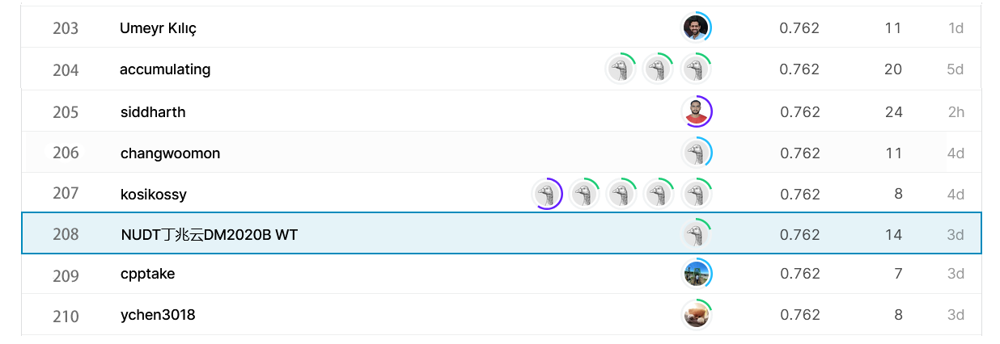 203 Umeyr Kılıç 0.762 11 1d
204 accumulating 0.762 20 5d
205 siddharth 0.762 24 2h
206 changwoomon 0.762 11 4d
207 kosikossy 0.762 8 4d
208 NUDT丁兆云DM2020B WT 0.762 14 3d
209 cpptake 0.762 7 3d
210 ychen3018 0.762 8 3d